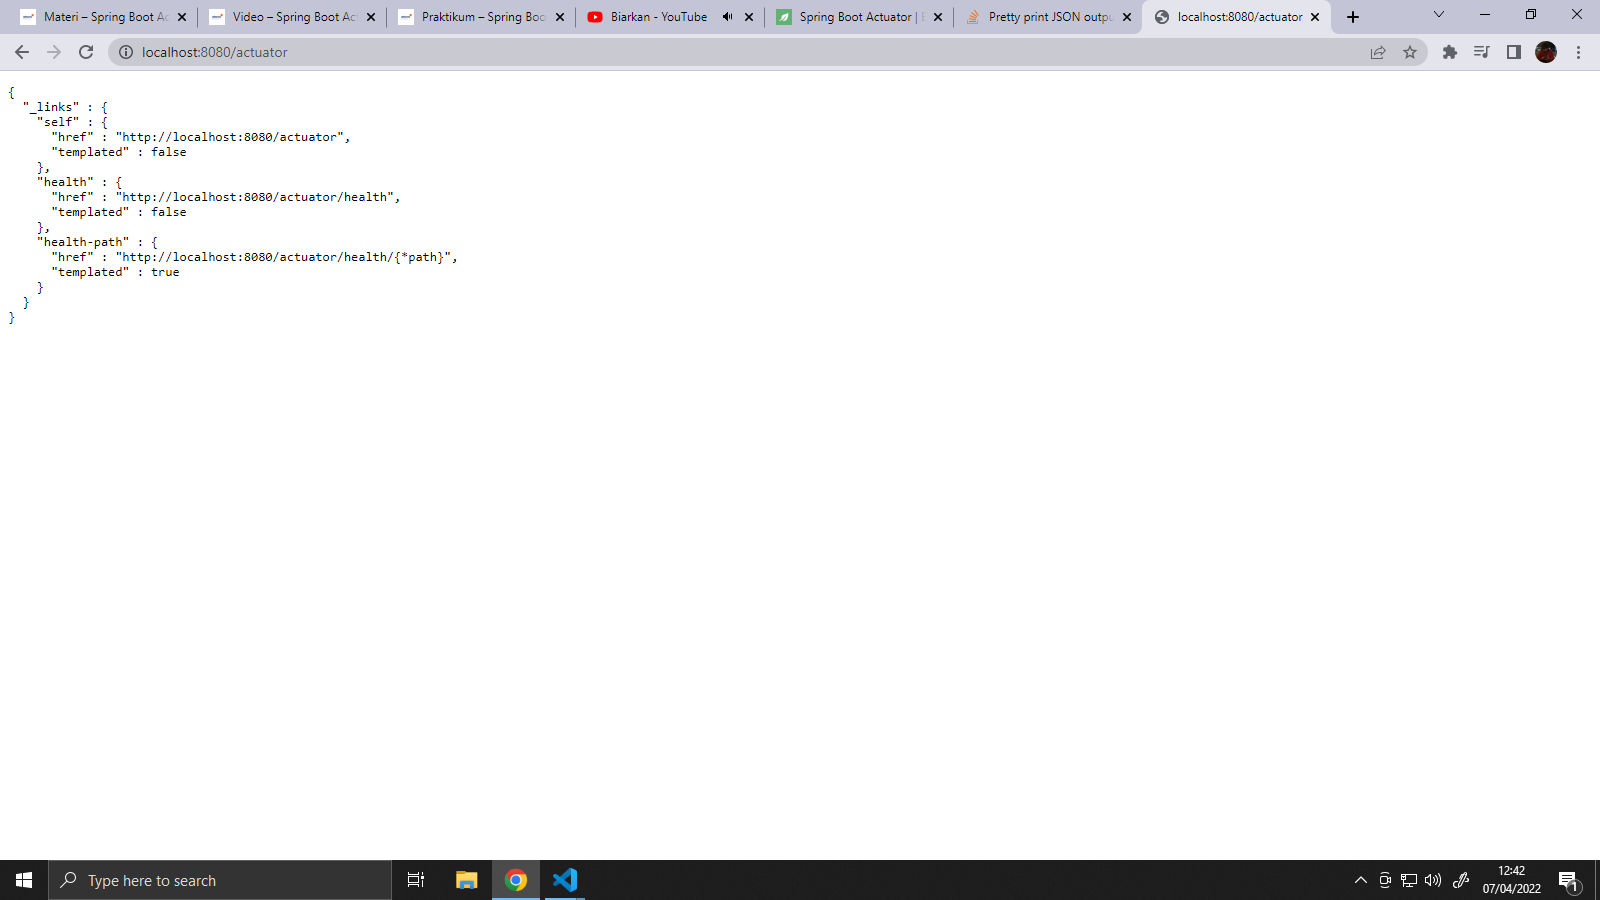 Materi – Spring Boot Ac
Video – Spring Boot Act
Praktikum – Spring Boo
Biarkan - YouTube
Spring Boot Actuator |
Pretty print JSON outpu
localhost:8080/actuator
localhost:8080/actuator
{
  "_links" : {
    "self" : {
      "href" : "http://localhost:8080/actuator",
      "templated" : false
    },
    "health" : {
      "href" : "http://localhost:8080/actuator/health",
      "templated" : false
    },
    "health-path" : {
      "href" : "http://localhost:8080/actuator/health/{*path}",
      "templated" : true
    }
  }
}
Type here to search
12:42
07/04/2022
1